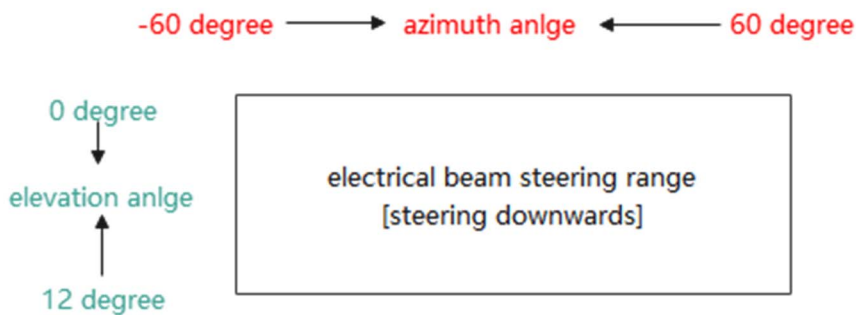 -60 degree azimuth anlge 60 degree
0 degree
electrical beam steering range
elevation anlge
[steering downwards]
12 degree